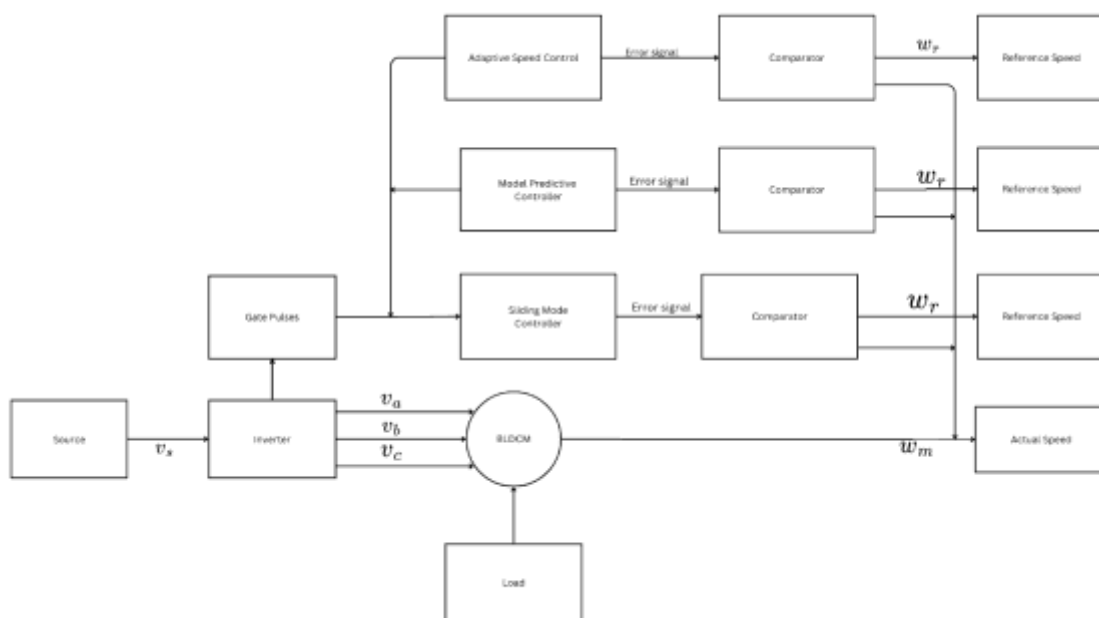 Adaptive Speed Control
Error signal
Comparator
w_r
Reference Speed
Model Predictive
Controller
Error signal
Comparator
w_r
Reference Speed
Gate Pulses
Sliding Mode
Controller
Error signal
Comparator
w_r
Reference Speed
Source
v_s
Inverter
v_a
v_b
v_c
BLDCM
w_m
Actual Speed
Load